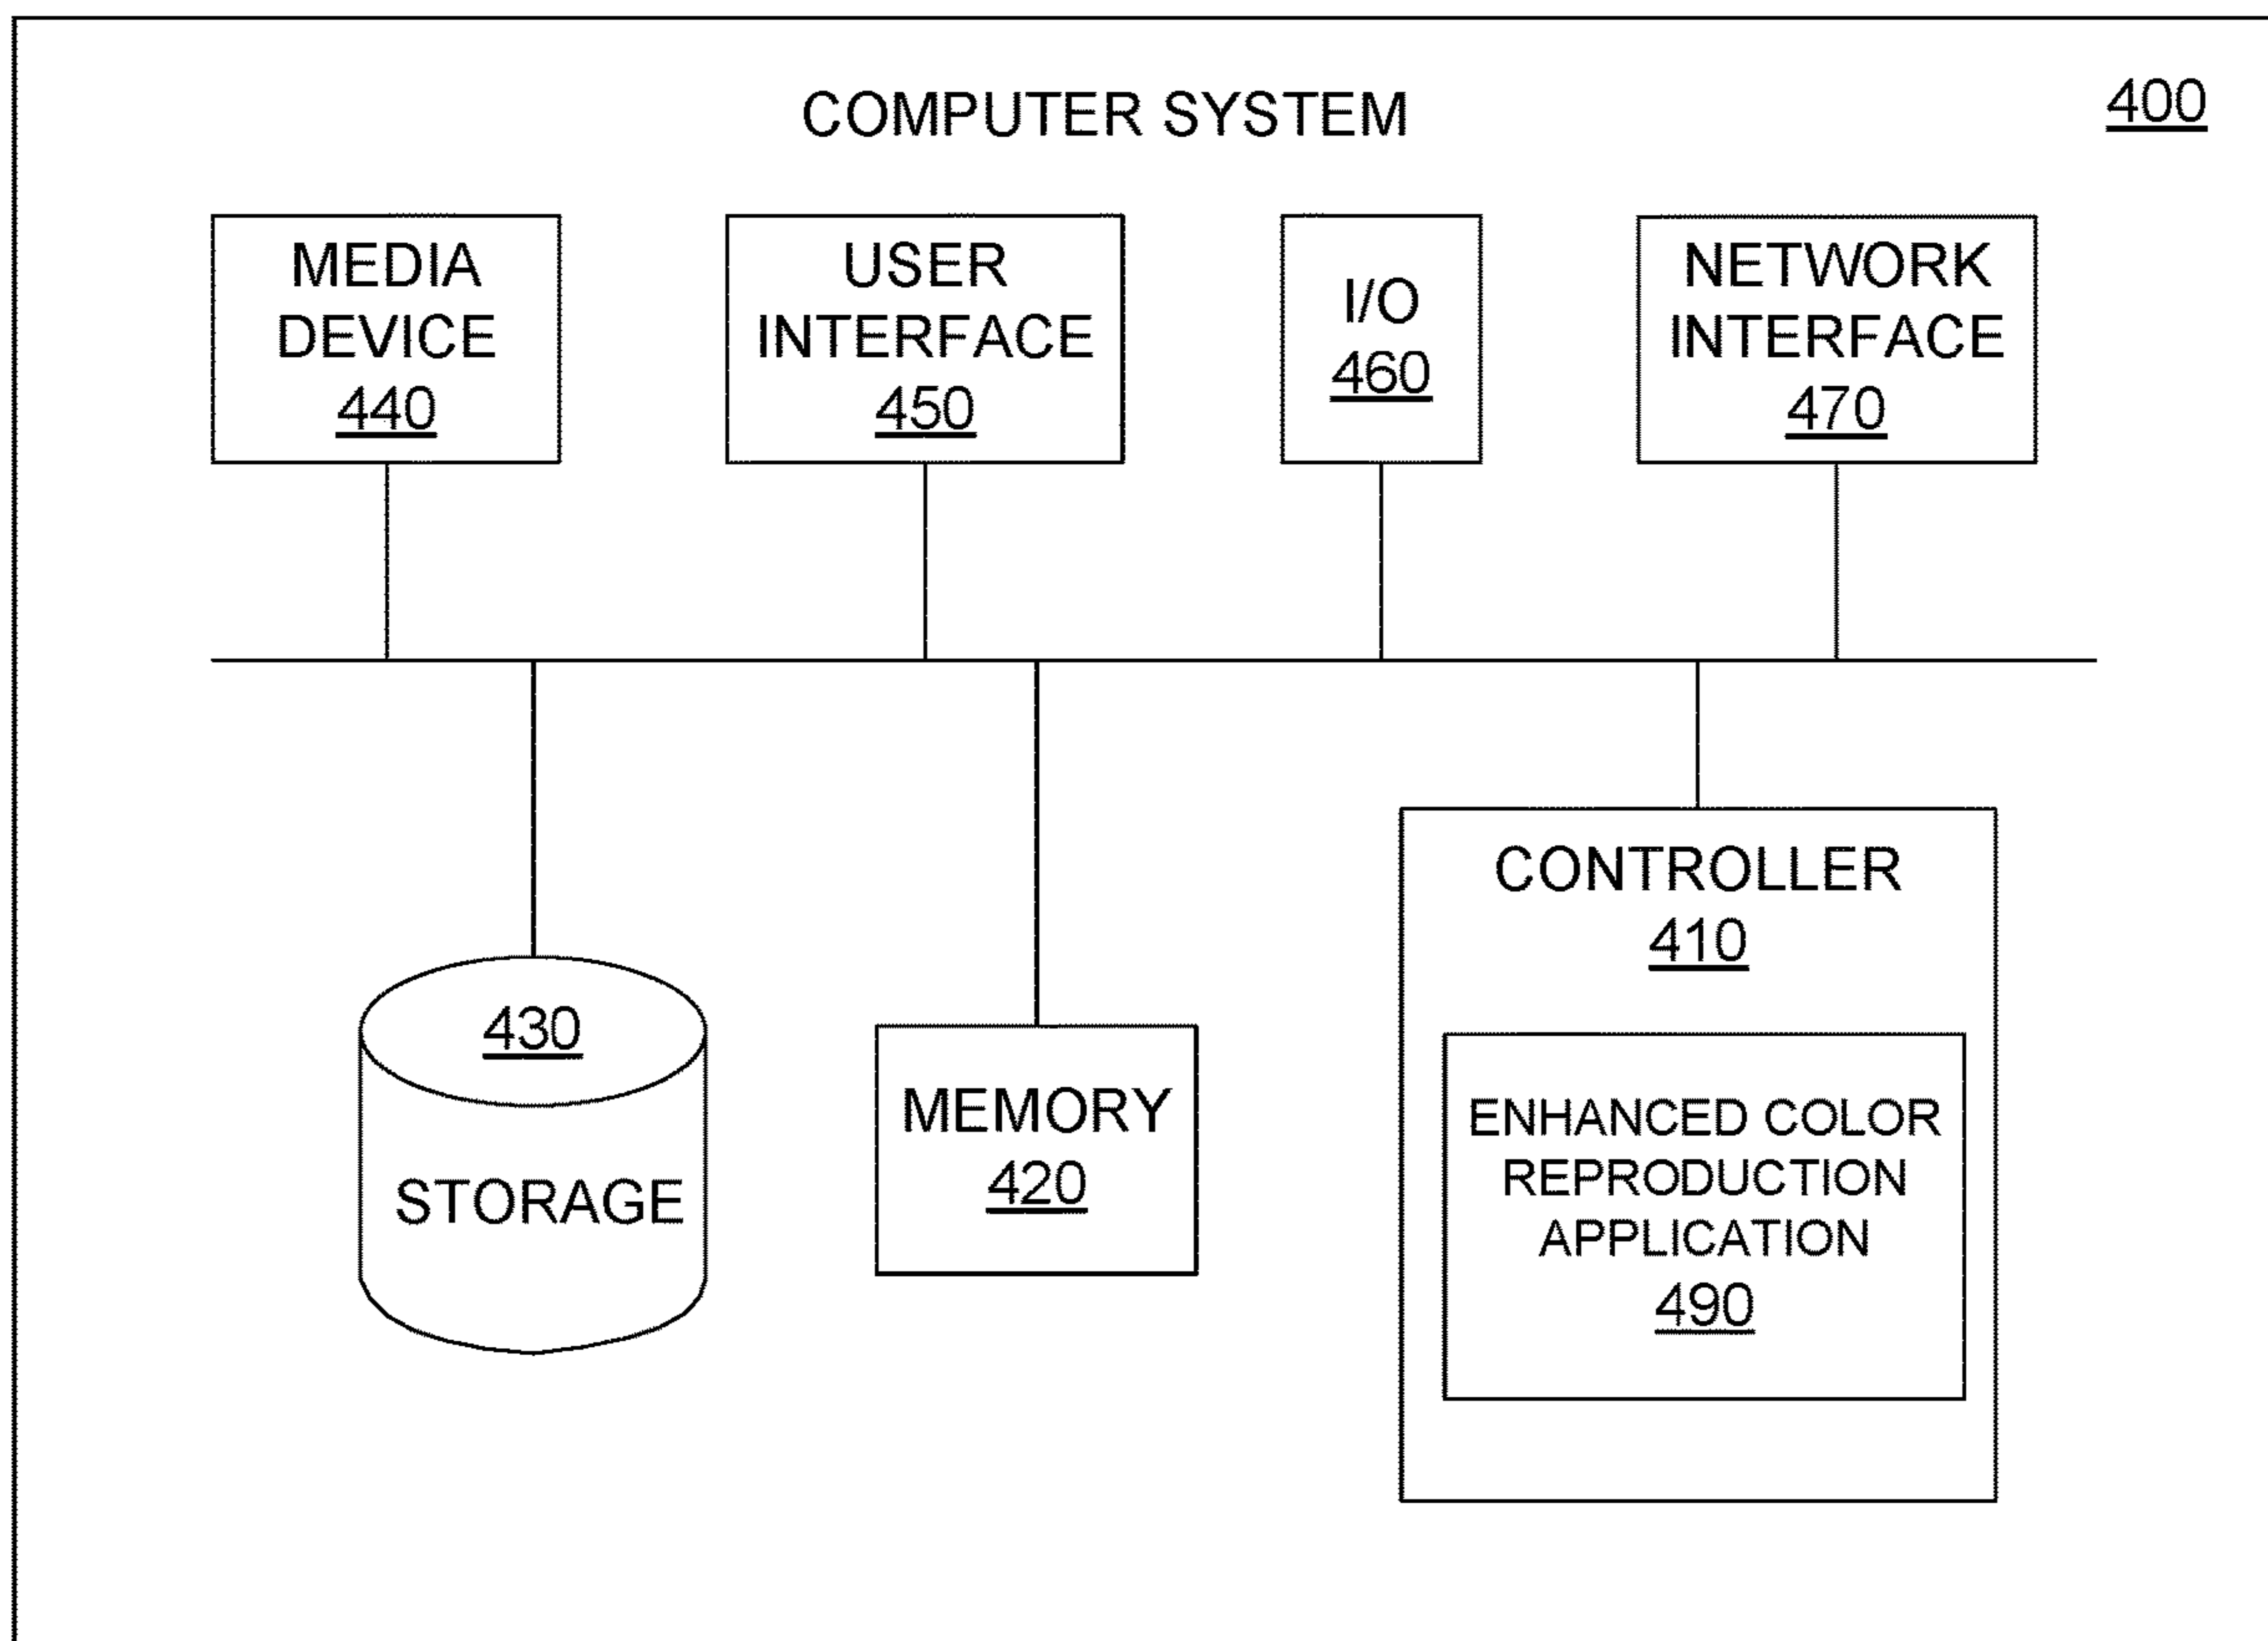 COMPUTER SYSTEM
400
MEDIA
DEVICE
440
USER
INTERFACE
450
I/O
460
NETWORK
INTERFACE
470
430
STORAGE
MEMORY
420
CONTROLLER
410
ENHANCED COLOR
REPRODUCTION
APPLICATION
490